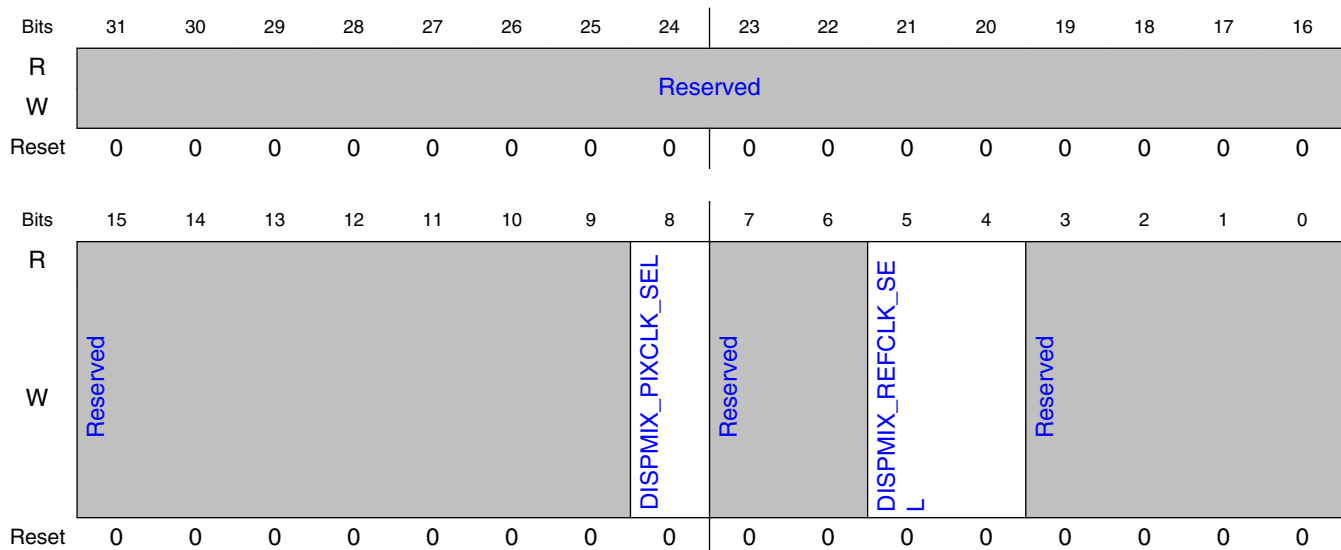 Bits 31 30 29 28 27 26 25 24 23 22 21 20 19 18 17 16
R
Reserved
W
Reset 0 0 0 0 0 0 0 0 0 0 0 0 0 0 0 0
Bits 15 14 13 12 11 10 9 8 7 6 5 4 3 2 1 0
R
W
Reserved
DISPMIX_PIXCLK_SEL
Reserved
DISPMIX_REFCLK_SE
L
Reserved
Reset 0 0 0 0 0 0 0 0 0 0 0 0 0 0 0 0